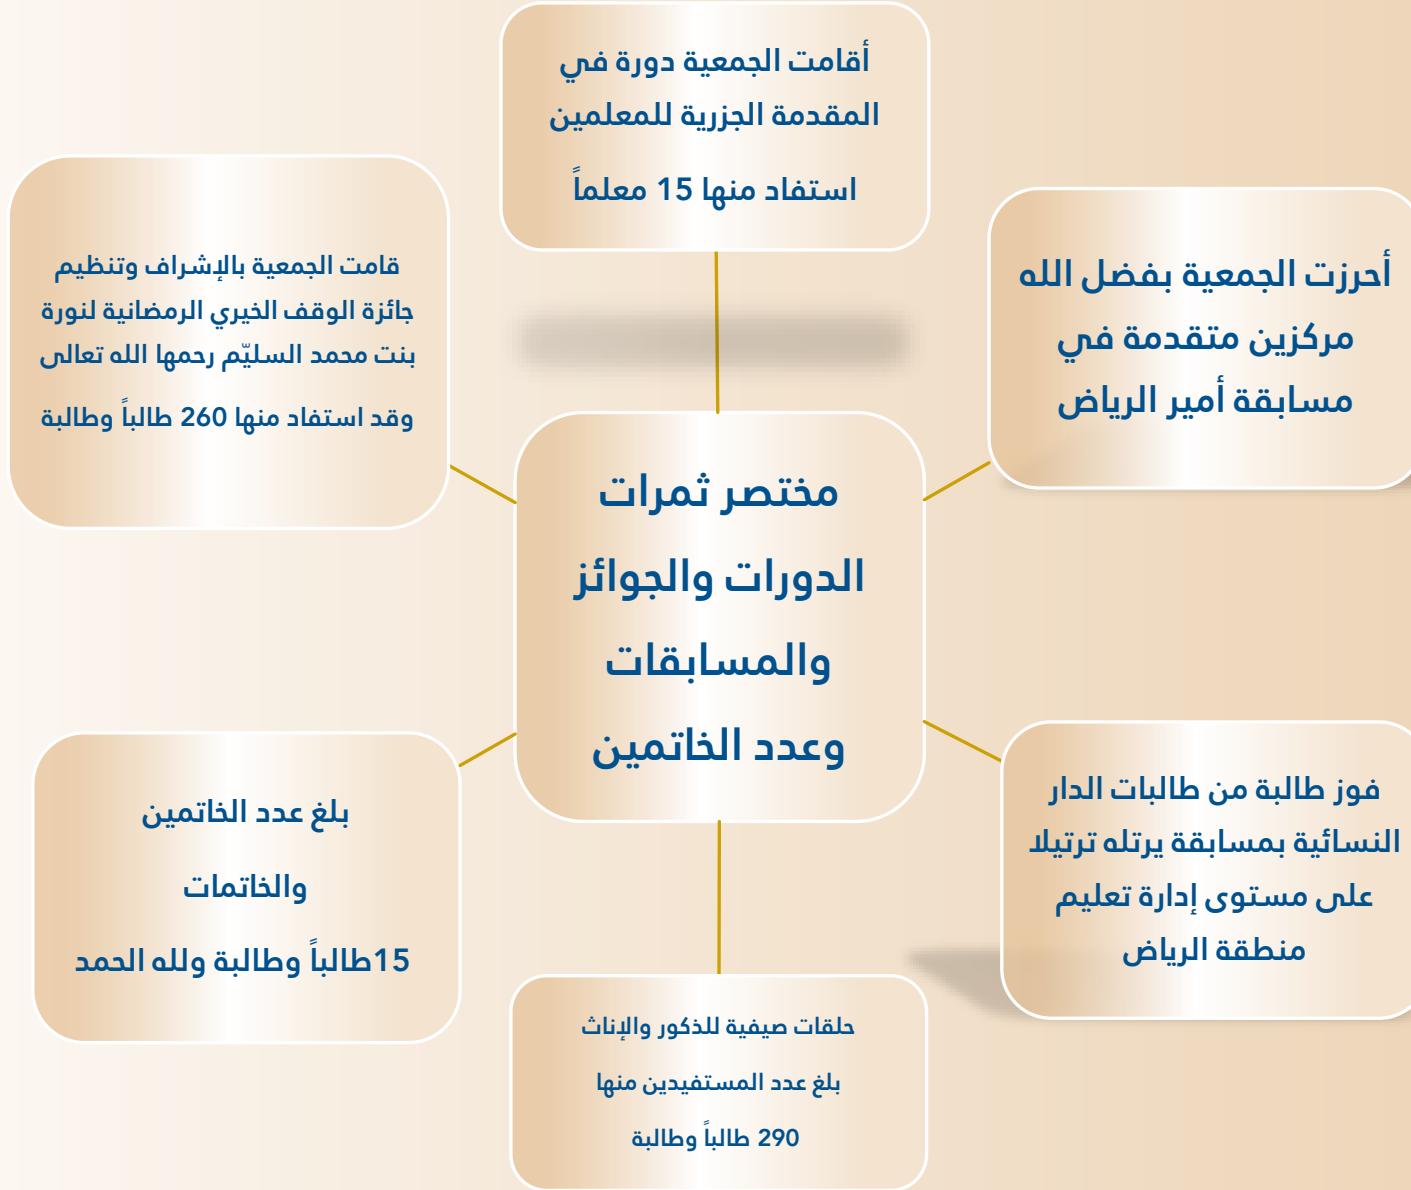 أقامت الجمعية دورة في
المقدمة الجزرية للمعلمين
استفاد منها 15 معلماً
أحرزت الجمعية بفضل الله
مركزين متقدمة في
مسابقة أمير الرياض
قامت الجمعية بالإشراف وتنظيم
جائزة الوقف الخيري الرمضانية لنورة
بنت محمد السليّم رحمها الله تعالى
وقد استفاد منها 260 طالباً وطالبة
مختصر ثمرات
الدورات والجوائز
والمسابقات
وعدد الخاتمين
فوز طالبة من طالبات الدار
النسائية بمسابقة يرتله ترتيلا
على مستوى إدارة تعليم
منطقة الرياض
بلغ عدد الخاتمين
والخاتمات
15طالباً وطالبة ولله الحمد
حلقات صيفية للذكور والإناث
بلغ عدد المستفيدين منها
290 طالباً وطالبة